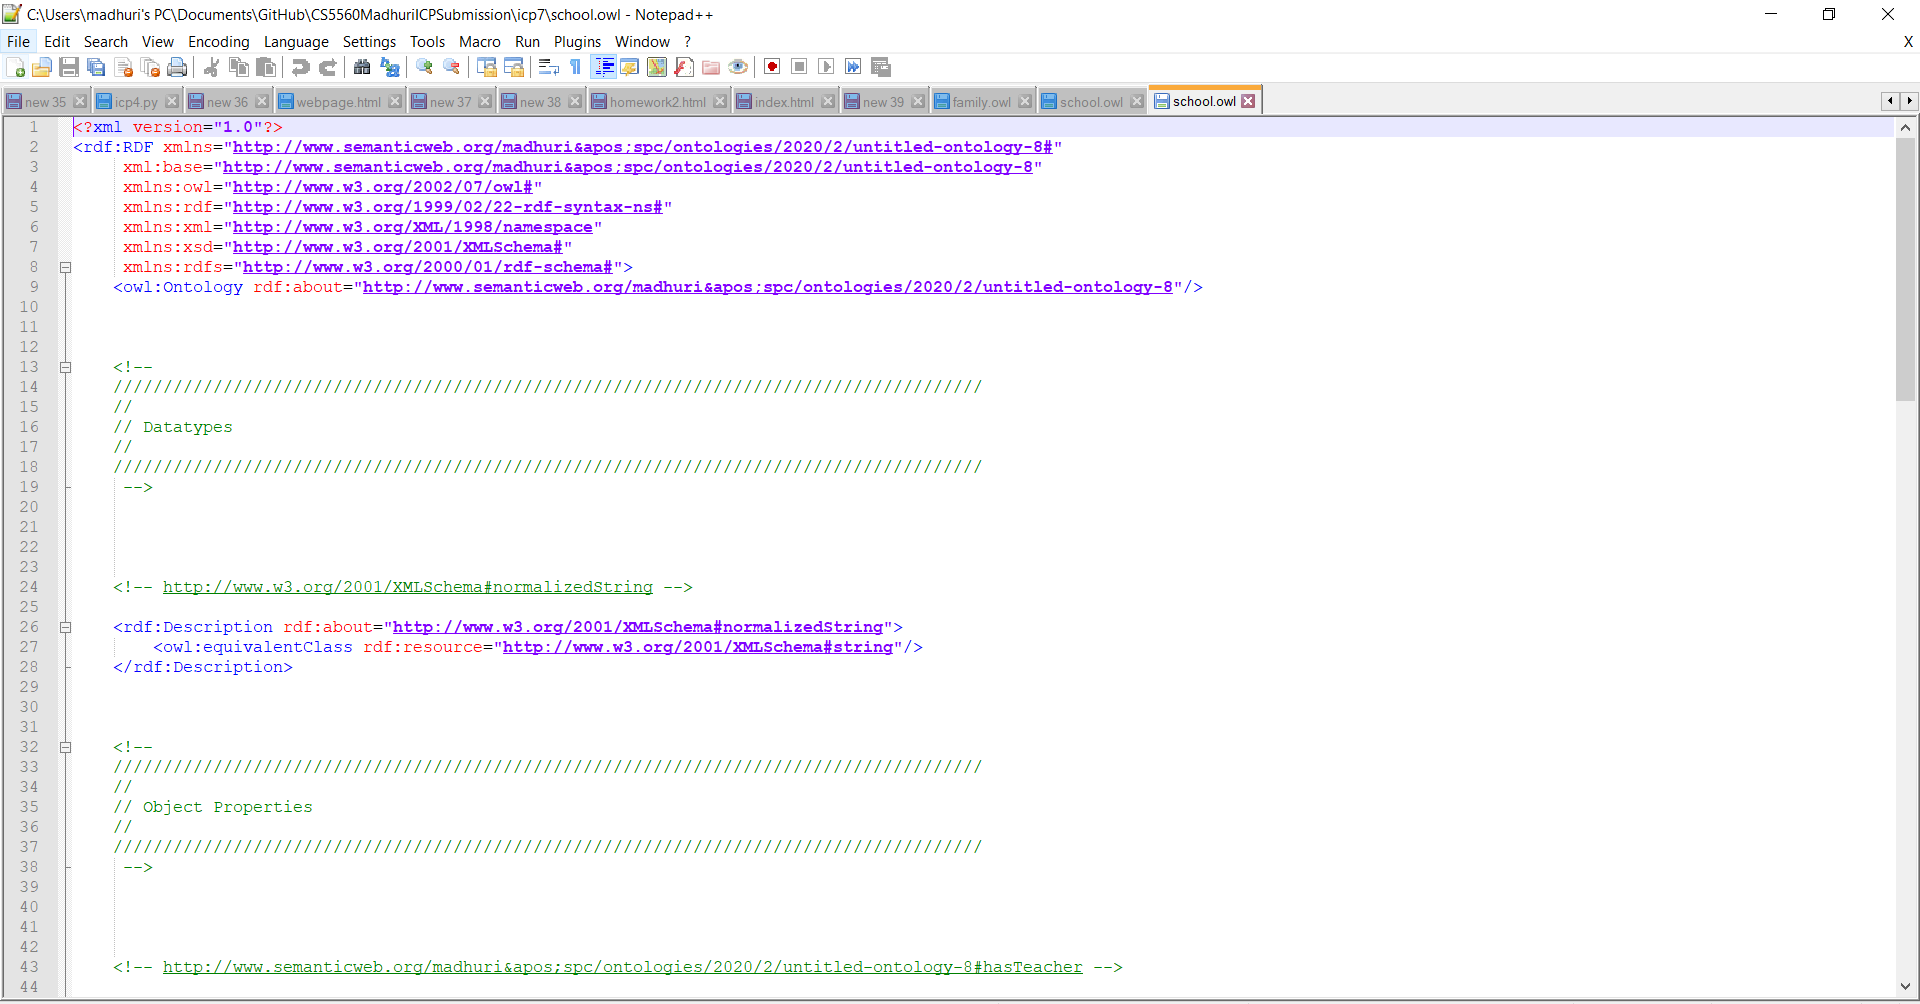 C:\Users\madhuri's PC\Documents\GitHub\CS5560MadhuriICPSubmission\icp7\school.owl - Notepad++
File Edit Search View Encoding Language Settings Tools Macro Run Plugins Window ? X
new 35 icp4.py new 36 webpage.html new 37 new 38 homework2.html index.html new 39 family.owl school.owl school.owl
1 <?xml version="1.0"?>
2 <rdf:RDF xmlns="http://www.semanticweb.org/madhuri&apos;spc/ontologies/2020/2/untitled-ontology-8#"
3 xml:base="http://www.semanticweb.org/madhuri&apos;spc/ontologies/2020/2/untitled-ontology-8"
4 xmlns:owl="http://www.w3.org/2002/07/owl#"
5 xmlns:rdf="http://www.w3.org/1999/02/22-rdf-syntax-ns#"
6 xmlns:xml="http://www.w3.org/XML/1998/namespace"
7 xmlns:xsd="http://www.w3.org/2001/XMLSchema#"
8 xmlns:rdfs="http://www.w3.org/2000/01/rdf-schema#">
9 <owl:Ontology rdf:about="http://www.semanticweb.org/madhuri&apos;spc/ontologies/2020/2/untitled-ontology-8"/>
10
11
12
13 <!--
14 ///////////////////////////////////////////////////////////////////////////////////////
15 //
16 // Datatypes
17 //
18 ///////////////////////////////////////////////////////////////////////////////////////
19 -->
20
21
22
23
24 <!-- http://www.w3.org/2001/XMLSchema#normalizedString -->
25
26 <rdf:Description rdf:about="http://www.w3.org/2001/XMLSchema#normalizedString">
27 <owl:equivalentClass rdf:resource="http://www.w3.org/2001/XMLSchema#string"/>
28 </rdf:Description>
29
30
31
32 <!--
33 ///////////////////////////////////////////////////////////////////////////////////////
34 //
35 // Object Properties
36 //
37 ///////////////////////////////////////////////////////////////////////////////////////
38 -->
39
40
41
42
43 <!-- http://www.semanticweb.org/madhuri&apos;spc/ontologies/2020/2/untitled-ontology-8#hasTeacher -->
44